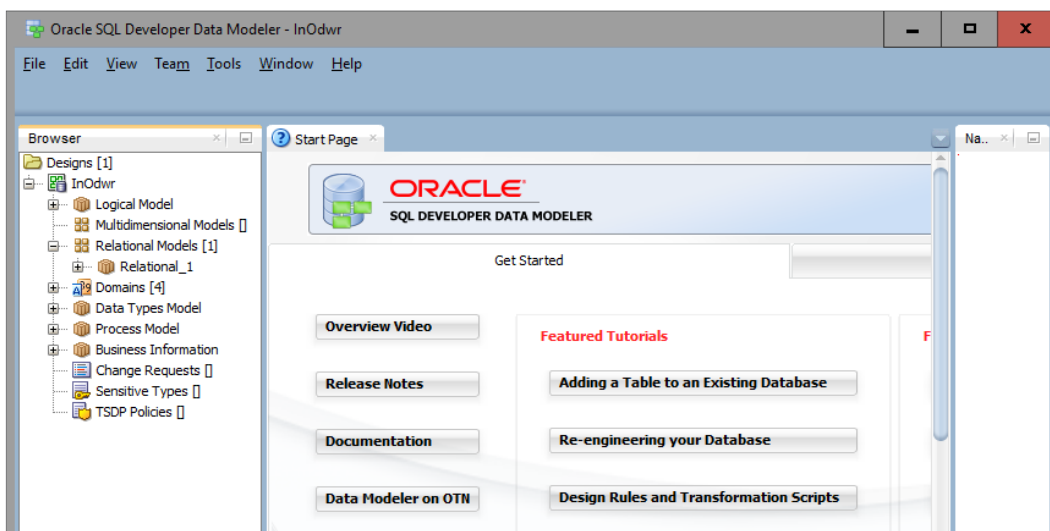 Oracle SQL Developer Data Modeler - InOdwr
File Edit View Team Tools Window Help
Browser
Start Page
Na..
Designs [1]
InOdwr
Logical Model
Multidimensional Models []
Relational Models [1]
Relational_1
Domains [4]
Data Types Model
Process Model
Business Information
Change Requests []
Sensitive Types []
TSDP Policies []
ORACLE
SQL DEVELOPER DATA MODELER
Get Started
Overview Video
Release Notes
Documentation
Data Modeler on OTN
Featured Tutorials
Adding a Table to an Existing Database
Re-engineering your Database
Design Rules and Transformation Scripts
F